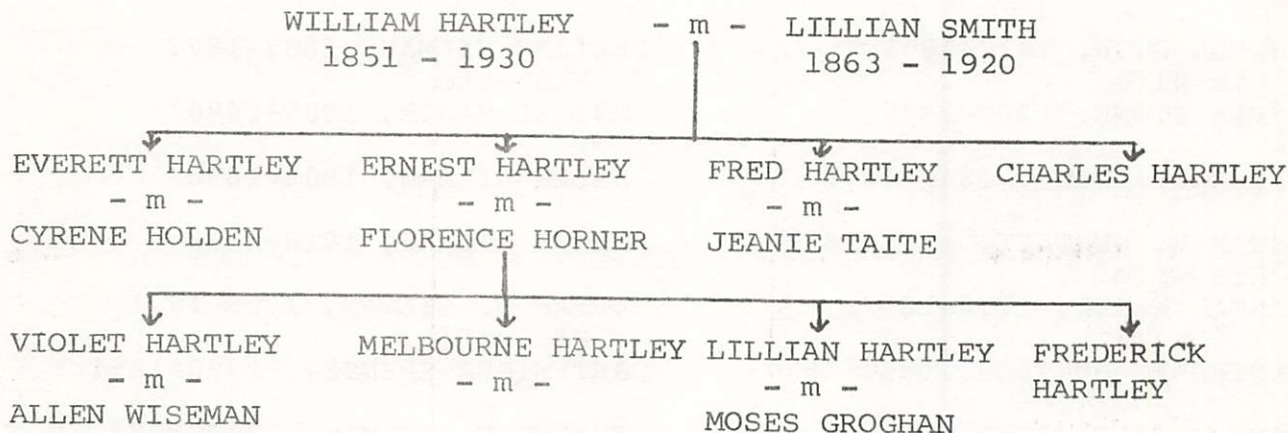 WILLIAM HARTLEY - m - LILLIAN SMITH
1851 - 1930 1863 - 1920
EVERETT HARTLEY ERNEST HARTLEY FRED HARTLEY CHARLES HARTLEY
- m - - m - - m -
CYRENE HOLDEN FLORENCE HORNER JEANIE TAITE
VIOLET HARTLEY MELBOURNE HARTLEY LILLIAN HARTLEY FREDERICK
- m - - m - - m - HARTLEY
ALLEN WISEMAN MOSES GROGHAN